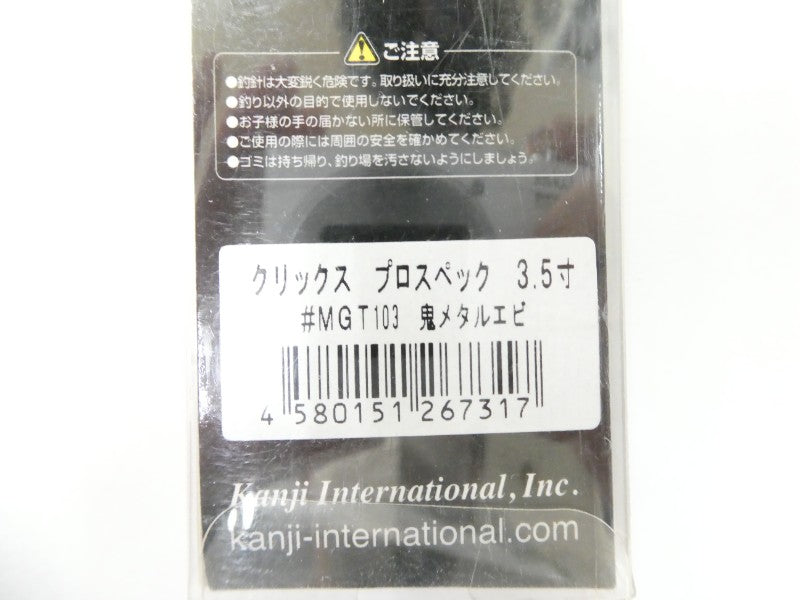 ご注意
●釣針は大変鋭く危険です。取り扱いに充分注意してください。
●釣り以外の目的で使用しないでください。
●お子様の手の届かない所に保管してください。
●ご使用の際には周囲の安全を確かめてください。
●ゴミは持ち帰り、釣り場を汚さないようにしましょう。
クリックス プロスペック 3.5寸
#MGT103 鬼メタルエビ
4 580151 267317
Kanji International, Inc.
kanji-international.com